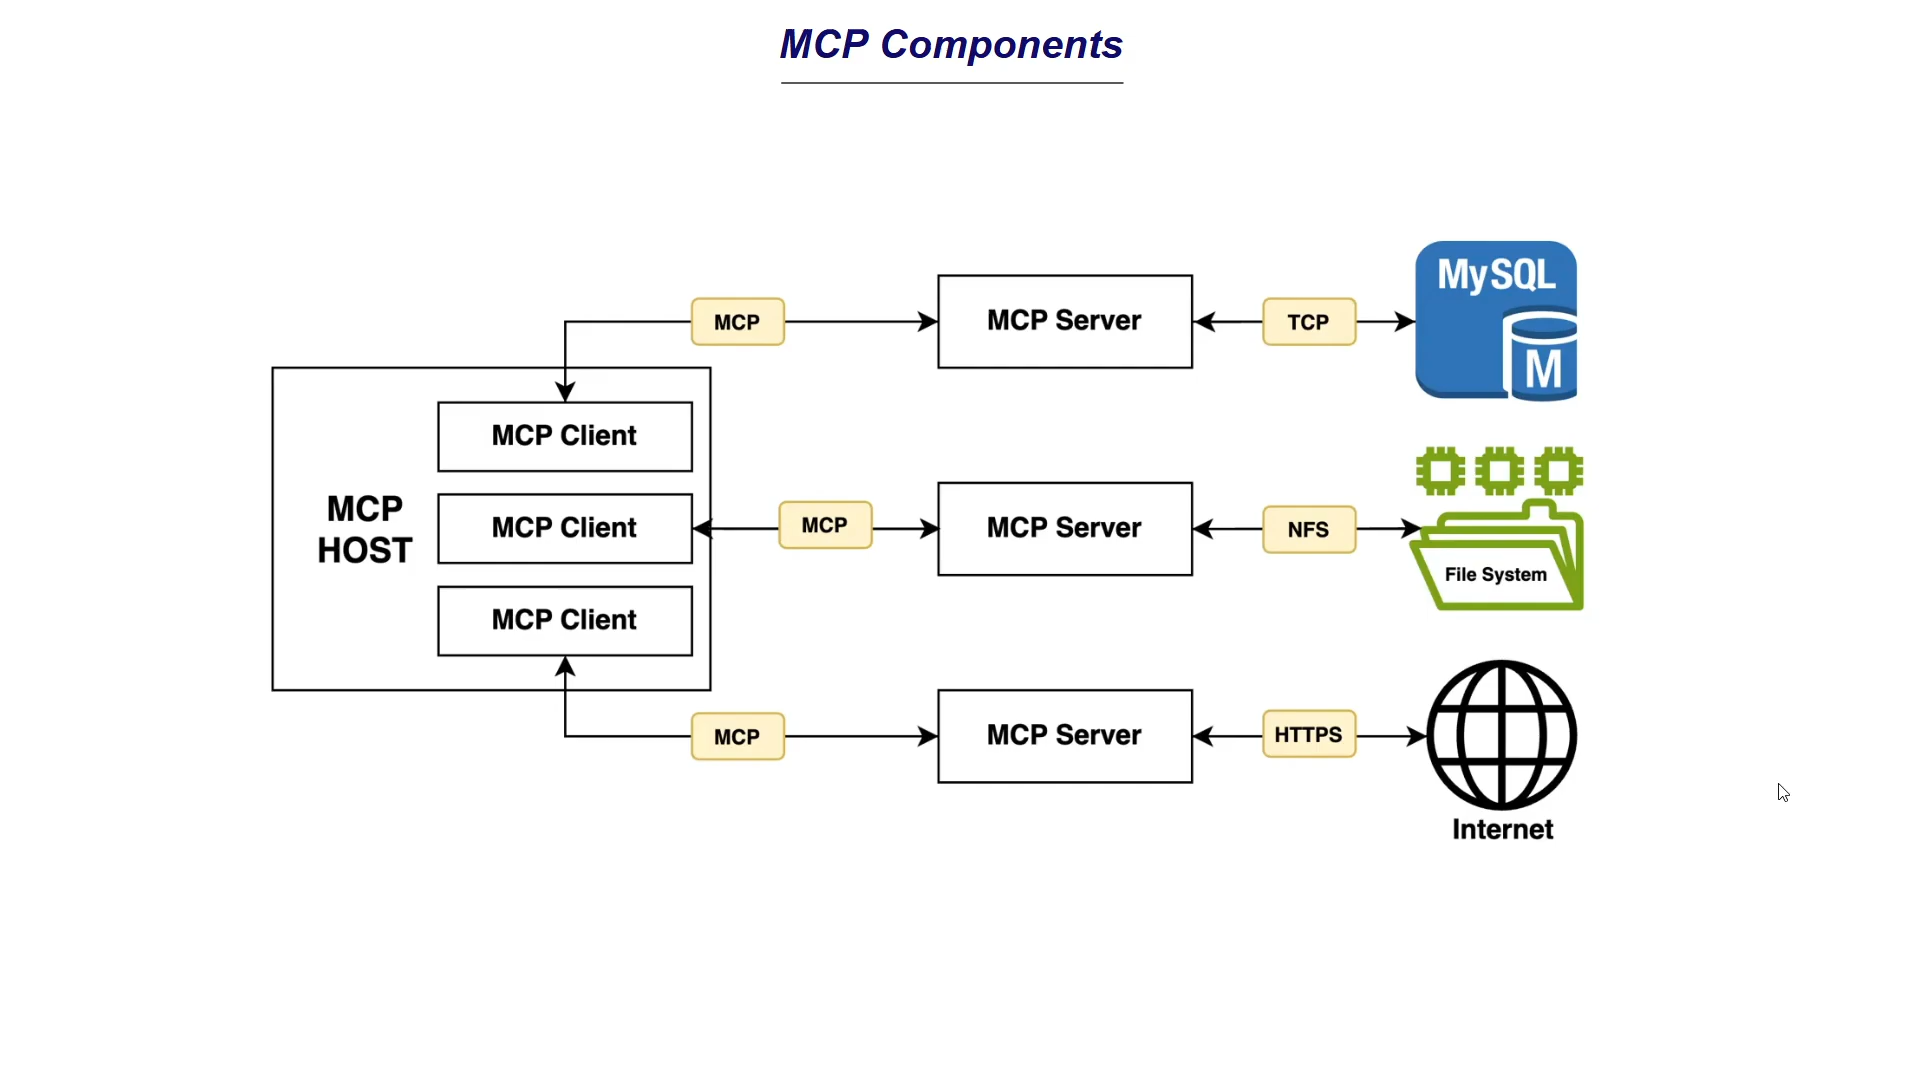 MCP Components
MCP
MCP Server
TCP
MySQL
M
MCP Client
MCP
HOST
MCP Client
MCP
MCP Server
NFS
File System
MCP Client
MCP
MCP Server
HTTPS
Internet